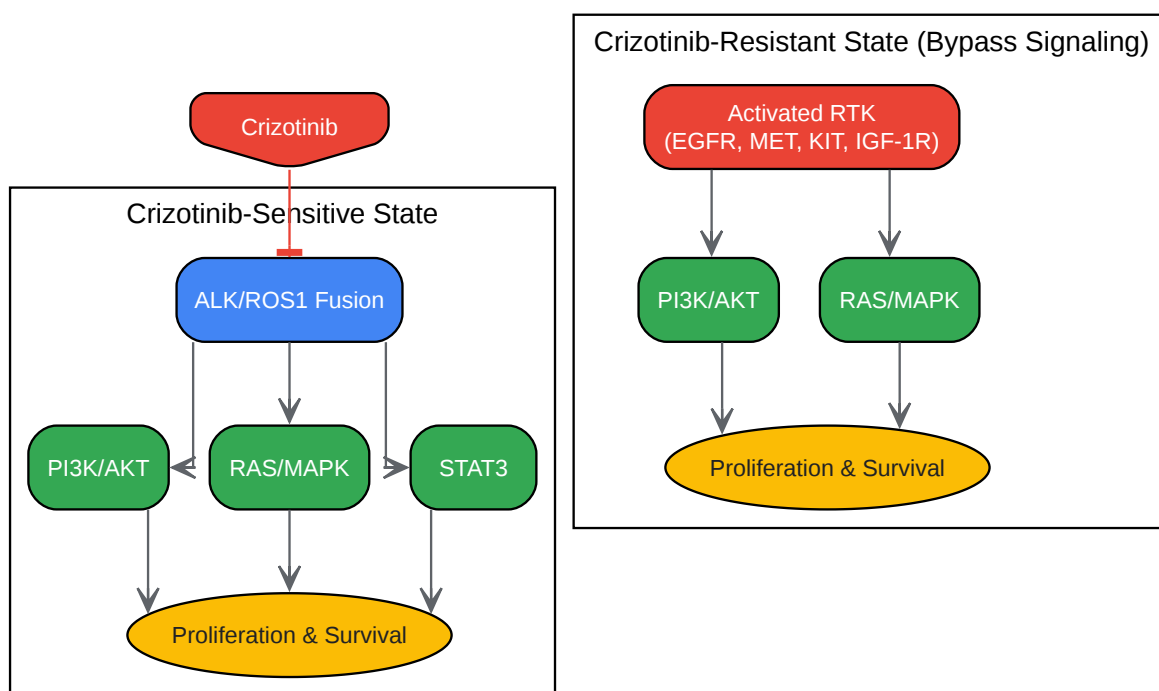 Crizotinib-Resistant State (Bypass Signaling)
Activated RTK
(EGFR, MET, KIT, IGF-1R)
PI3K/AKT
RAS/MAPK
Proliferation & Survival
Crizotinib
Crizotinib-Sensitive State
ALK/ROS1 Fusion
PI3K/AKT
RAS/MAPK
STAT3
Proliferation & Survival